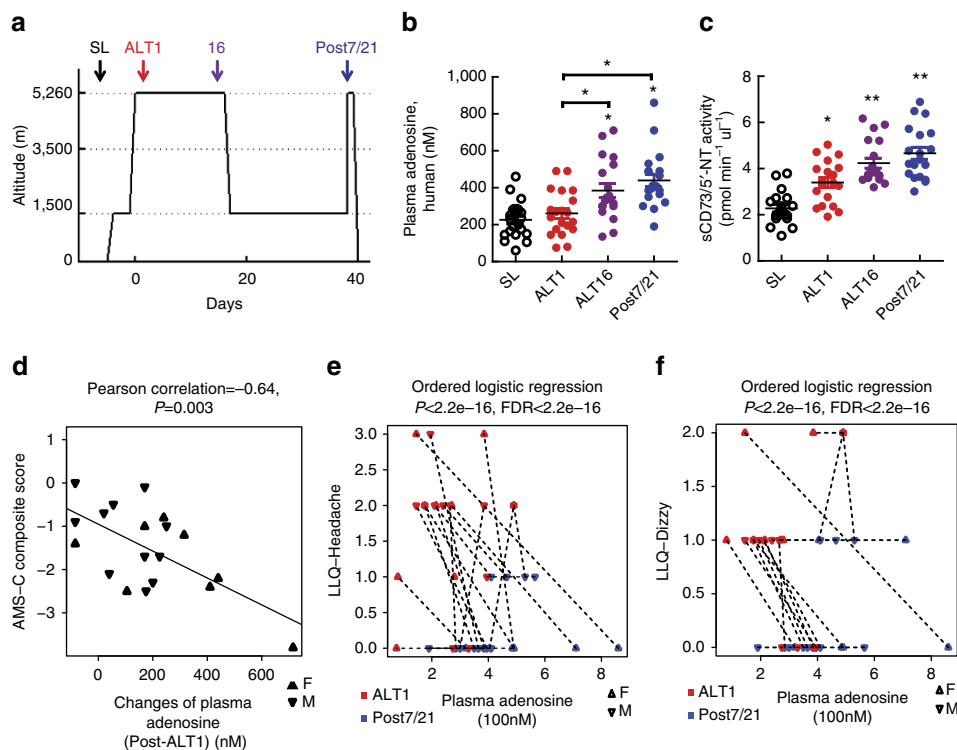 a
SL ALT1 16 Post7/21
5,260
3,500
1,500
0
Altitude (m)
0 20 40
Days
b
1,000
800
600
400
200
0
Plasma adenosine,
human (nM)
* * * *
SL ALT1 ALT16 Post7/21
c
8
6
4
2
0
sCD73/5′-NT activity
(pmol min⁻¹ ul⁻¹)
* ** **
SL ALT1 ALT16 Post7/21
d
Pearson correlation=−0.64,
P=0.003
1
0
−1
−2
−3
AMS−C composite score
0 200 400 600
Changes of plasma
adenosine
(Post-ALT1) (nM)
F
M
e
Ordered logistic regression
P<2.2e−16, FDR<2.2e−16
3.0
2.5
2.0
1.5
1.0
0.5
0.0
LLQ−Headache
2 4 6 8
Plasma adenosine
(100nM)
ALT1
Post7/21
F
M
f
Ordered logistic regression
P<2.2e−16, FDR<2.2e−16
2.0
1.5
1.0
0.5
0.0
LLQ−Dizzy
2 4 6 8
Plasma adenosine
(100nM)
ALT1
Post7/21
F
M